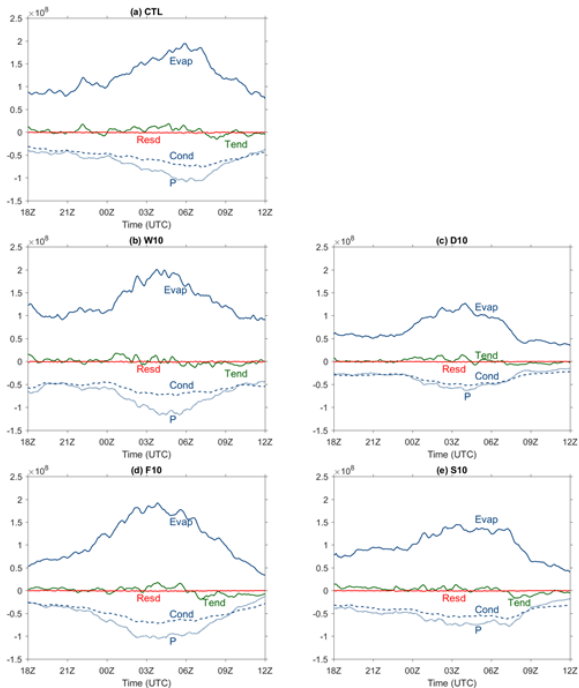 (a) CTL
×10⁸
2.5
2
1.5
1
0.5
0
-0.5
-1
-1.5
Evap
Resd
Tend
Cond
P
18Z 21Z 00Z 03Z 06Z 09Z 12Z
Time (UTC)
(b) W10
×10⁸
2.5
2
1.5
1
0.5
0
-0.5
-1
-1.5
Evap
Resd
Tend
Cond
P
18Z 21Z 00Z 03Z 06Z 09Z 12Z
Time (UTC)
(c) D10
×10⁸
2.5
2
1.5
1
0.5
0
-0.5
-1
-1.5
Evap
Tend
Resd
Cond
P
18Z 21Z 00Z 03Z 06Z 09Z 12Z
Time (UTC)
(d) F10
×10⁸
2.5
2
1.5
1
0.5
0
-0.5
-1
-1.5
Evap
Resd
Tend
Cond
P
18Z 21Z 00Z 03Z 06Z 09Z 12Z
Time (UTC)
(e) S10
×10⁸
2.5
2
1.5
1
0.5
0
-0.5
-1
-1.5
Evap
Resd
Tend
Cond
P
18Z 21Z 00Z 03Z 06Z 09Z 12Z
Time (UTC)